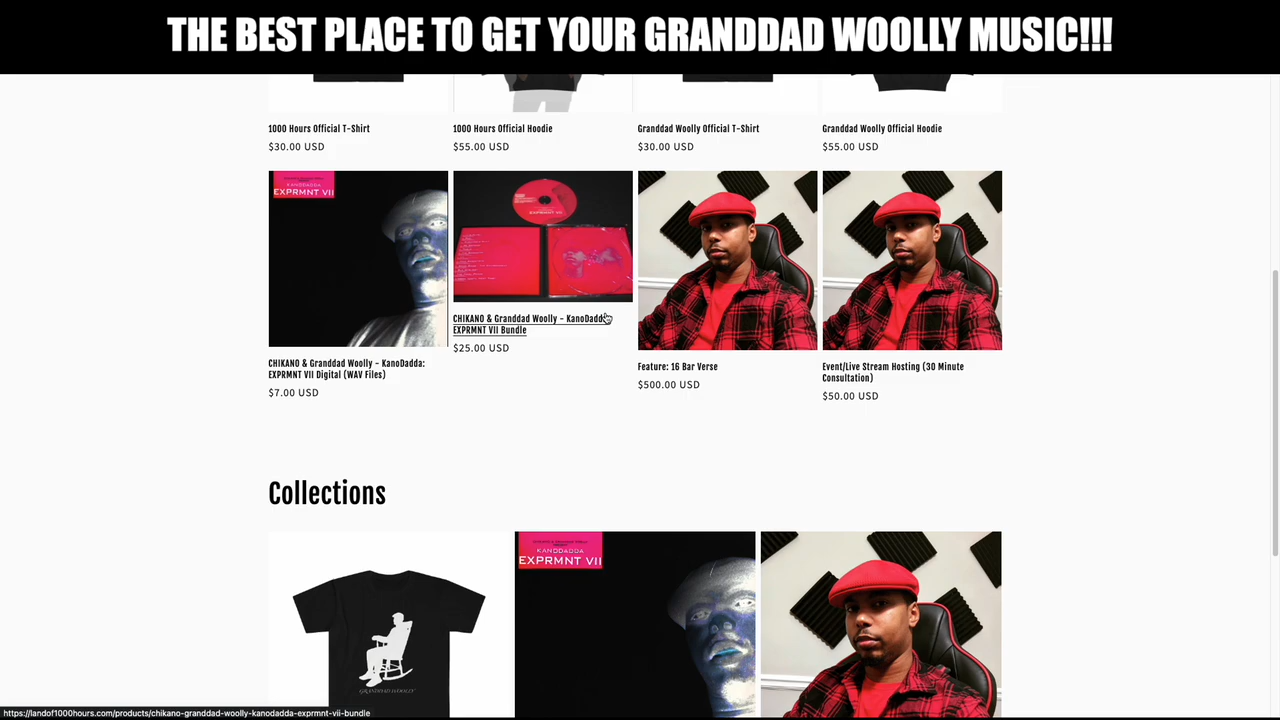 THE BEST PLACE TO GET YOUR GRANDDAD WOOLLY MUSIC!!!
1000 Hours Official T-Shirt
$30.00 USD
1000 Hours Official Hoodie
$55.00 USD
Granddad Woolly Official T-Shirt
$30.00 USD
Granddad Woolly Official Hoodie
$55.00 USD
KANODADDA
EXPRMNT VII
CHIKANO & Granddad Woolly - KanoDadda:
EXPRMNT VII Digital (WAV Files)
$7.00 USD
CHIKANO & Granddad Woolly - KanoDadd
EXPRMNT VII Bundle
$25.00 USD
Feature: 16 Bar Verse
$500.00 USD
Event/Live Stream Hosting (30 Minute
Consultation)
$50.00 USD
Collections
GRANDDAD WOOLLY
KANDDADDA
EXPRMNT VII
https://landof1000hours.com/products/chikano-granddad-woolly-kanodadda-exprmnt-vii-bundle